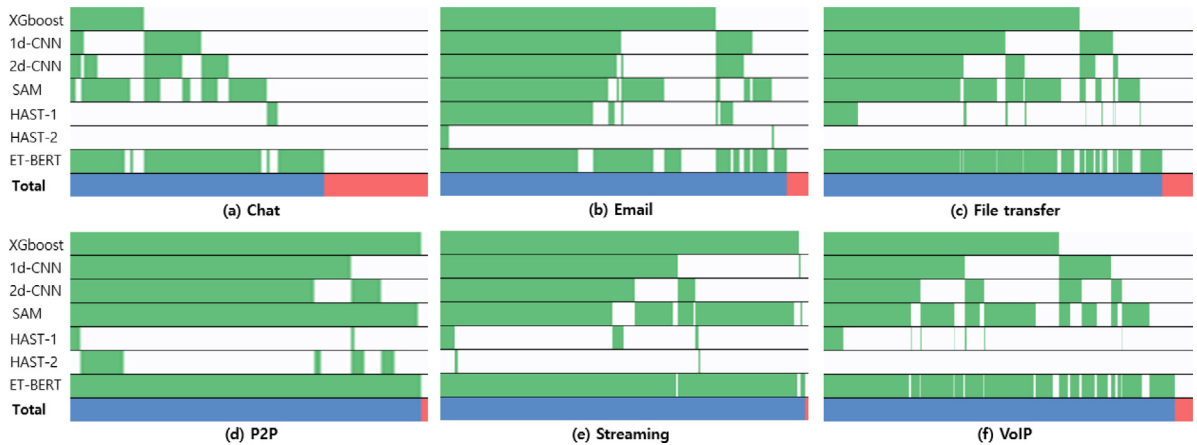 XGboost
1d-CNN
2d-CNN
SAM
HAST-1
HAST-2
ET-BERT
Total
(a) Chat
(b) Email
(c) File transfer
XGboost
1d-CNN
2d-CNN
SAM
HAST-1
HAST-2
ET-BERT
Total
(d) P2P
(e) Streaming
(f) VoIP